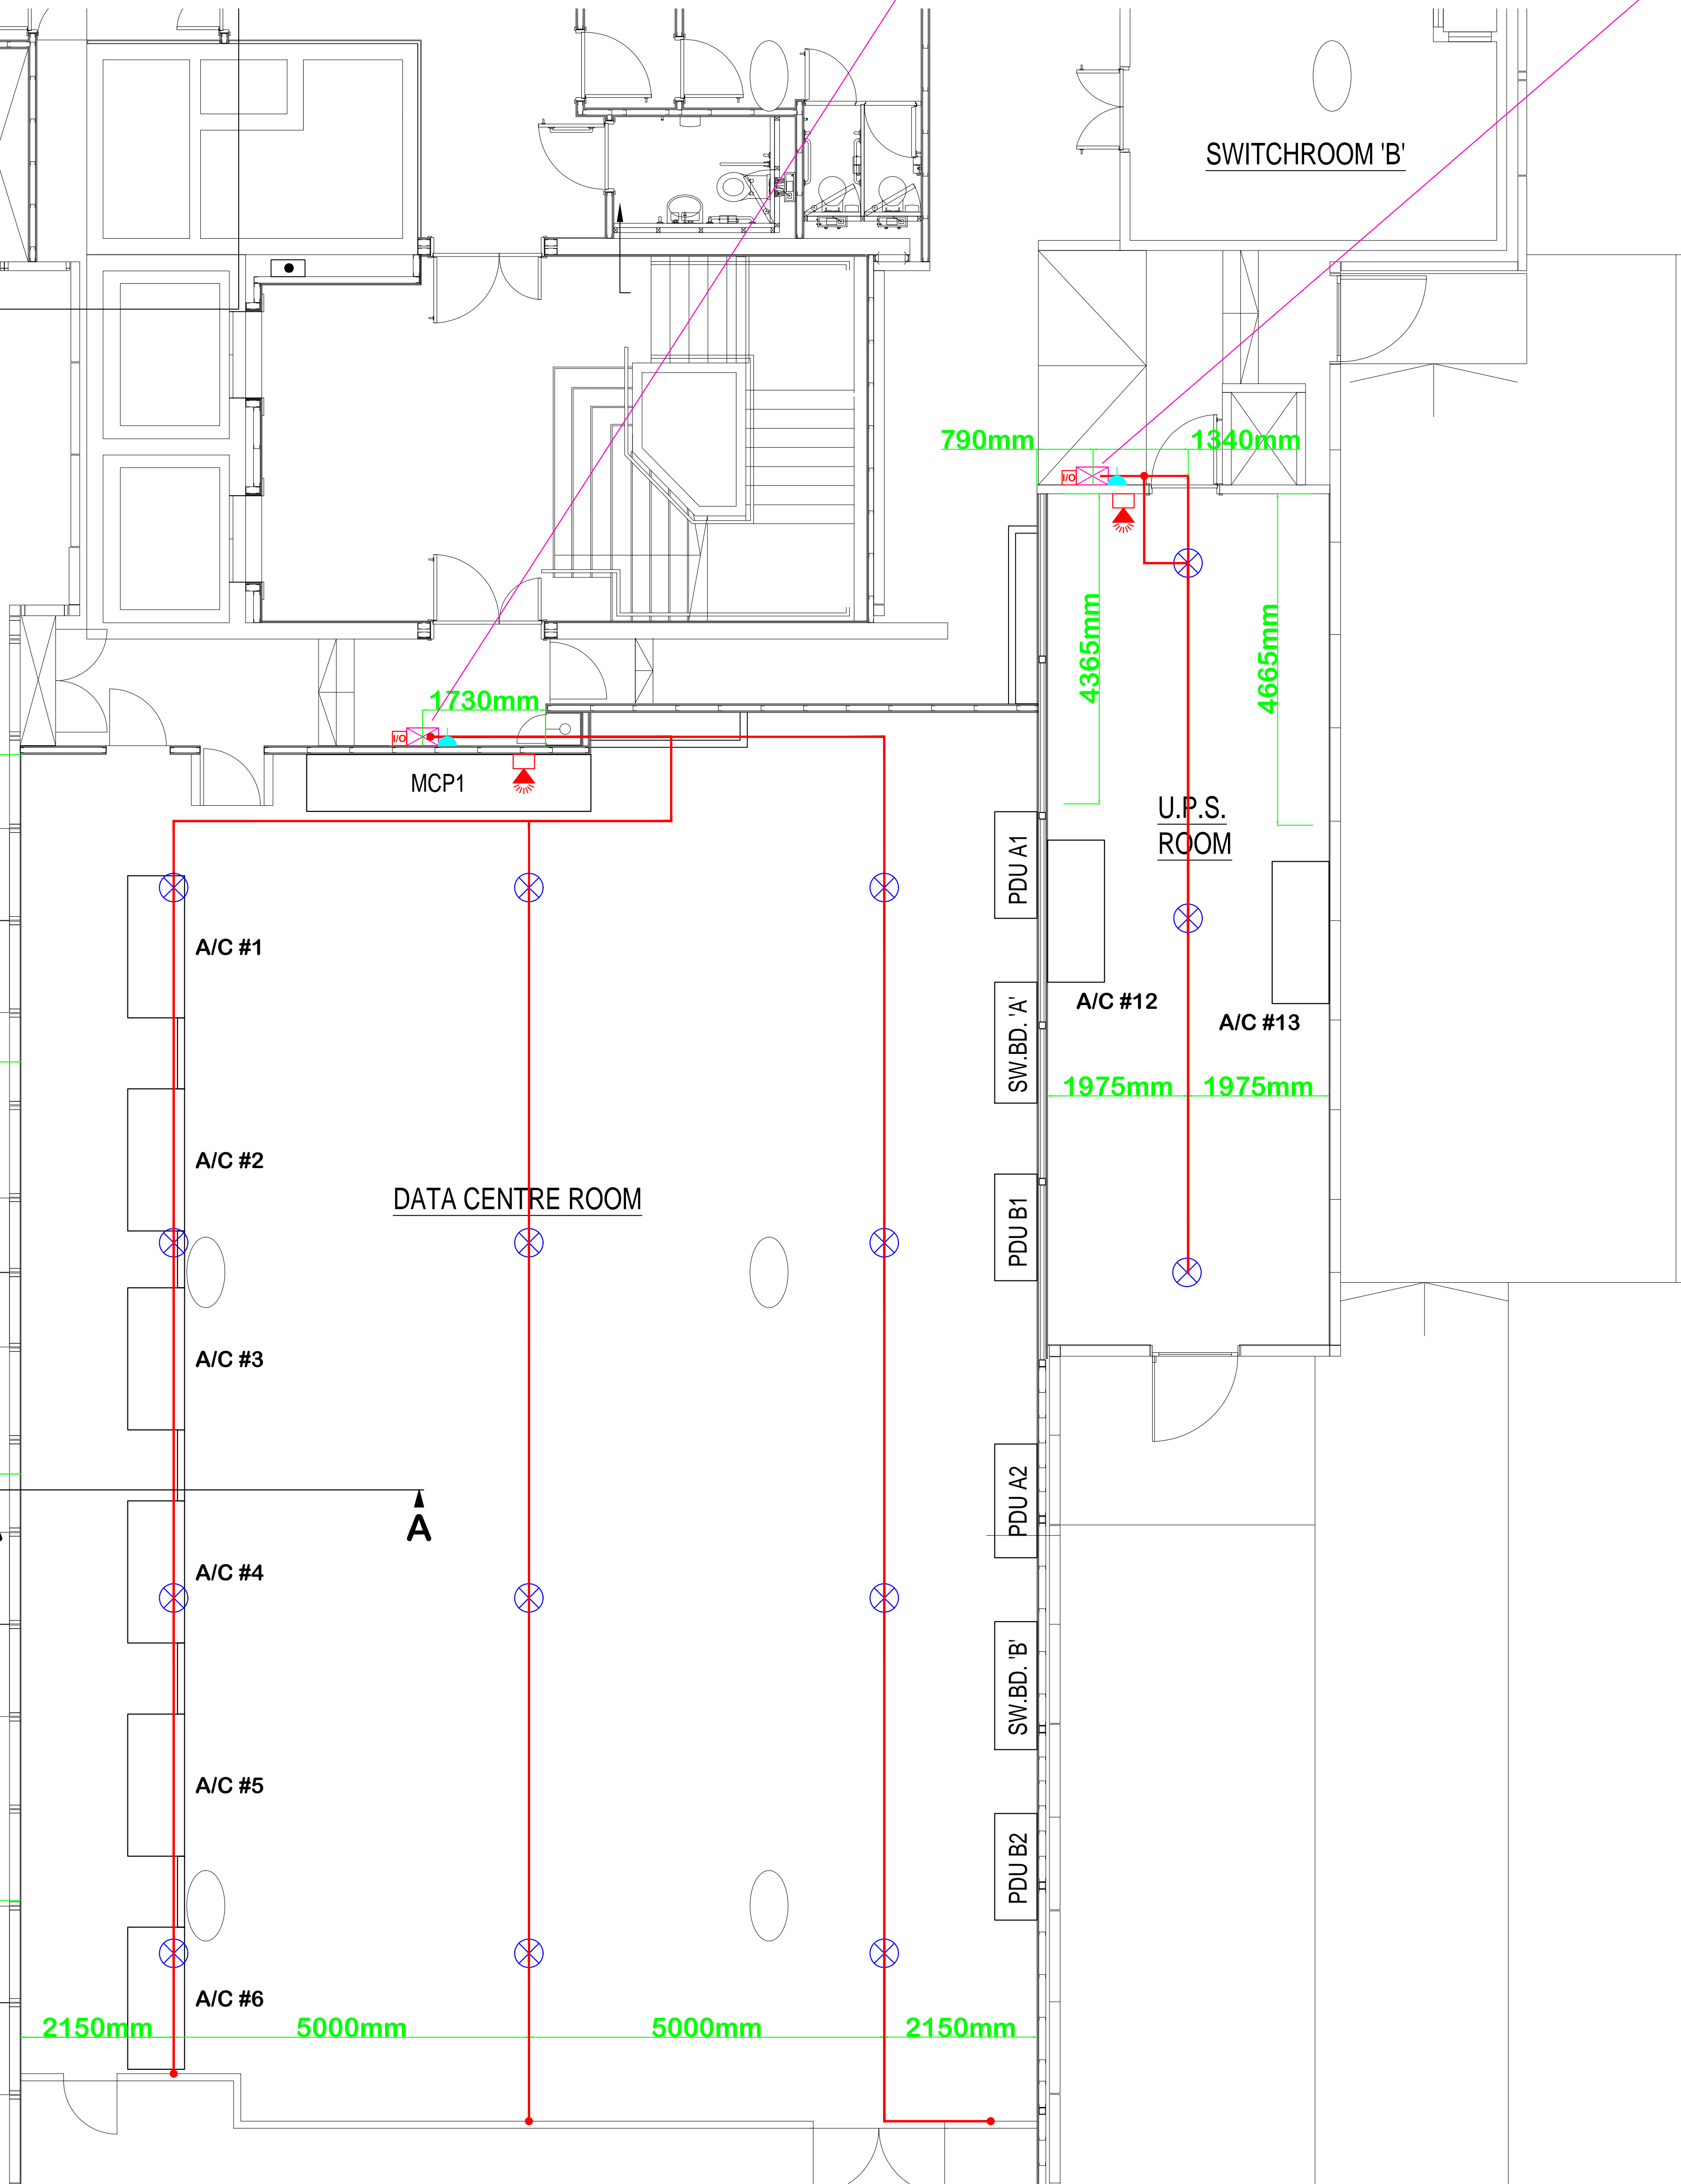 SWITCHROOM 'B'
790mm
1340mm
I/O
4365mm
4665mm
1730mm
I/O
MCP1
U.P.S.
ROOM
PDU A1
A/C #1
A/C #12
A/C #13
SW.BD. 'A'
1975mm
1975mm
A/C #2
DATA CENTRE ROOM
PDU B1
A/C #3
PDU A2
A
A/C #4
SW.BD. 'B'
A/C #5
PDU B2
A/C #6
2150mm
5000mm
5000mm
2150mm